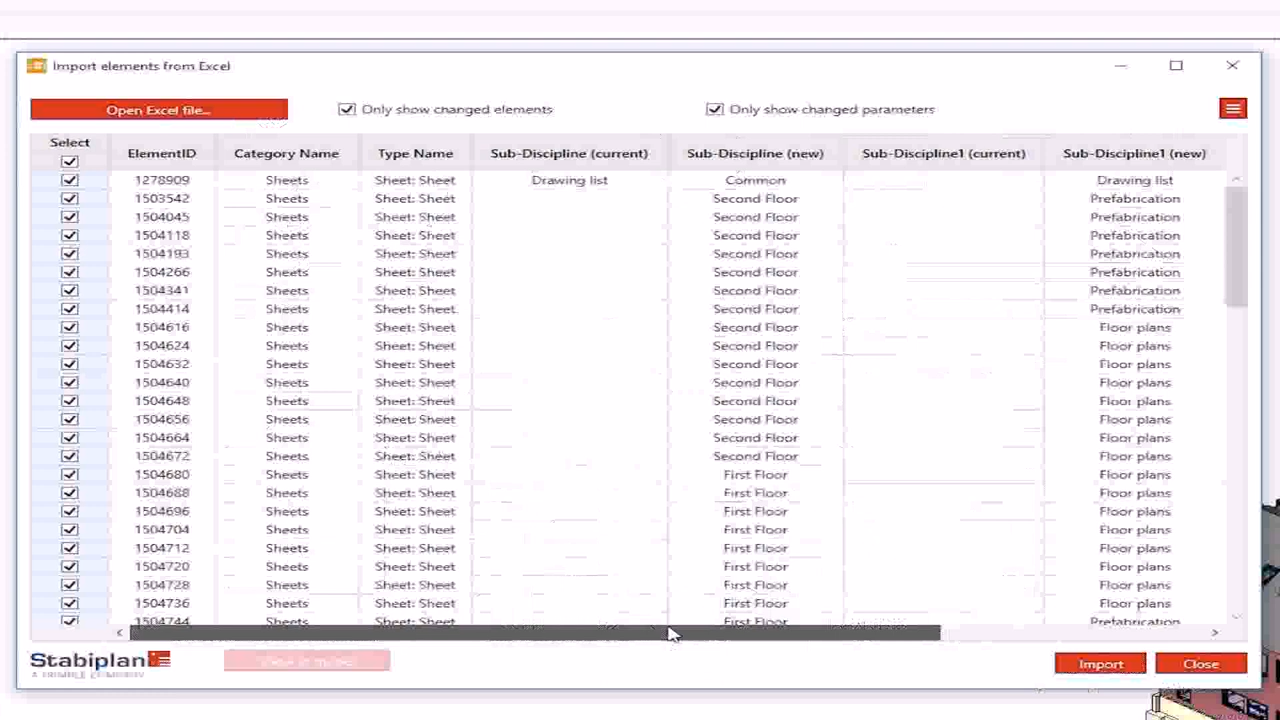 Import elements from Excel
Open Excel file... Only show changed elements Only show changed parameters
Select
ElementID Category Name Type Name Sub-Discipline (current) Sub-Discipline (new) Sub-Discipline1 (current) Sub-Discipline1 (new)
1278909 Sheets Sheet: Sheet Drawing list Common Drawing list
1503542 Sheets Sheet: Sheet Second Floor Prefabrication
1504045 Sheets Sheet: Sheet Second Floor Prefabrication
1504118 Sheets Sheet: Sheet Second Floor Prefabrication
1504193 Sheets Sheet: Sheet Second Floor Prefabrication
1504266 Sheets Sheet: Sheet Second Floor Prefabrication
1504341 Sheets Sheet: Sheet Second Floor Prefabrication
1504414 Sheets Sheet: Sheet Second Floor Prefabrication
1504616 Sheets Sheet: Sheet Second Floor Floor plans
1504624 Sheets Sheet: Sheet Second Floor Floor plans
1504632 Sheets Sheet: Sheet Second Floor Floor plans
1504640 Sheets Sheet: Sheet Second Floor Floor plans
1504648 Sheets Sheet: Sheet Second Floor Floor plans
1504656 Sheets Sheet: Sheet Second Floor Floor plans
1504664 Sheets Sheet: Sheet Second Floor Floor plans
1504672 Sheets Sheet: Sheet Second Floor Floor plans
1504680 Sheets Sheet: Sheet First Floor Floor plans
1504688 Sheets Sheet: Sheet First Floor Floor plans
1504696 Sheets Sheet: Sheet First Floor Floor plans
1504704 Sheets Sheet: Sheet First Floor Floor plans
1504712 Sheets Sheet: Sheet First Floor Floor plans
1504720 Sheets Sheet: Sheet First Floor Floor plans
1504728 Sheets Sheet: Sheet First Floor Floor plans
1504736 Sheets Sheet: Sheet First Floor Floor plans
1504744 Sheets Sheet: Sheet First Floor Prefabrication
Stabiplan Import Close
A TRIMBLE COMPANY